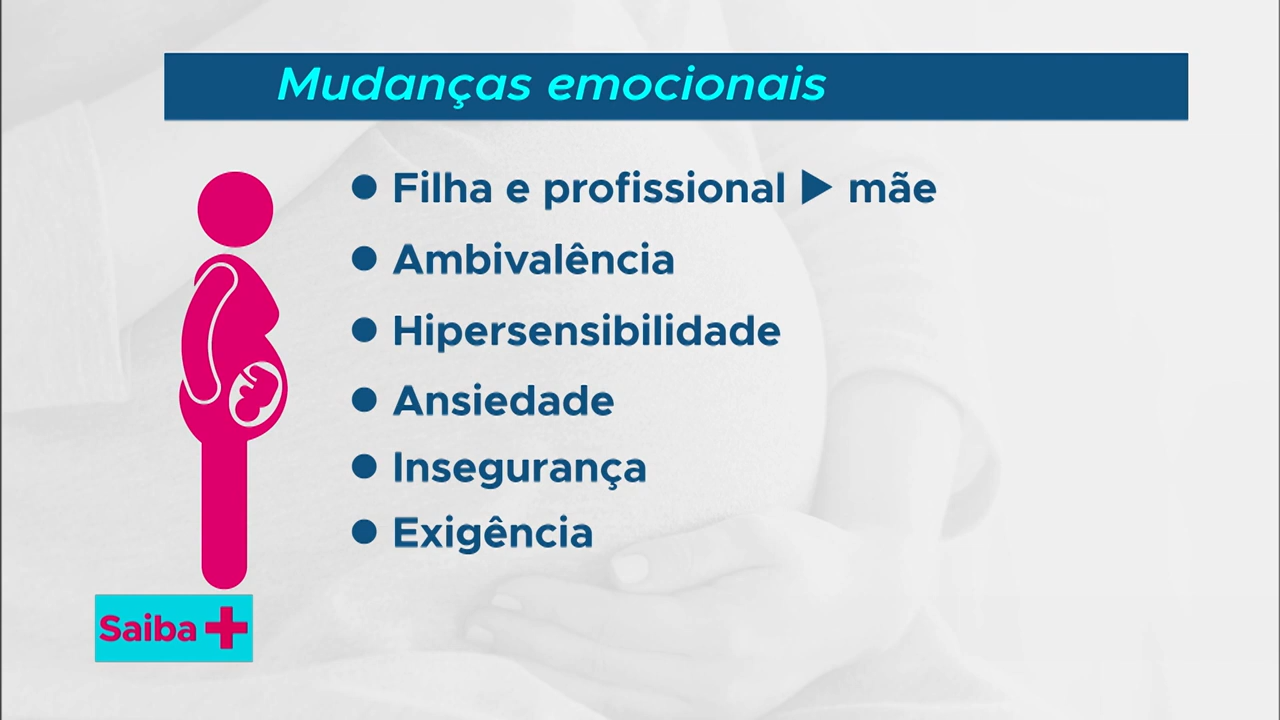 Mudanças emocionais
● Filha e profissional ▶ mãe
● Ambivalência
● Hipersensibilidade
● Ansiedade
● Insegurança
● Exigência
Saiba +